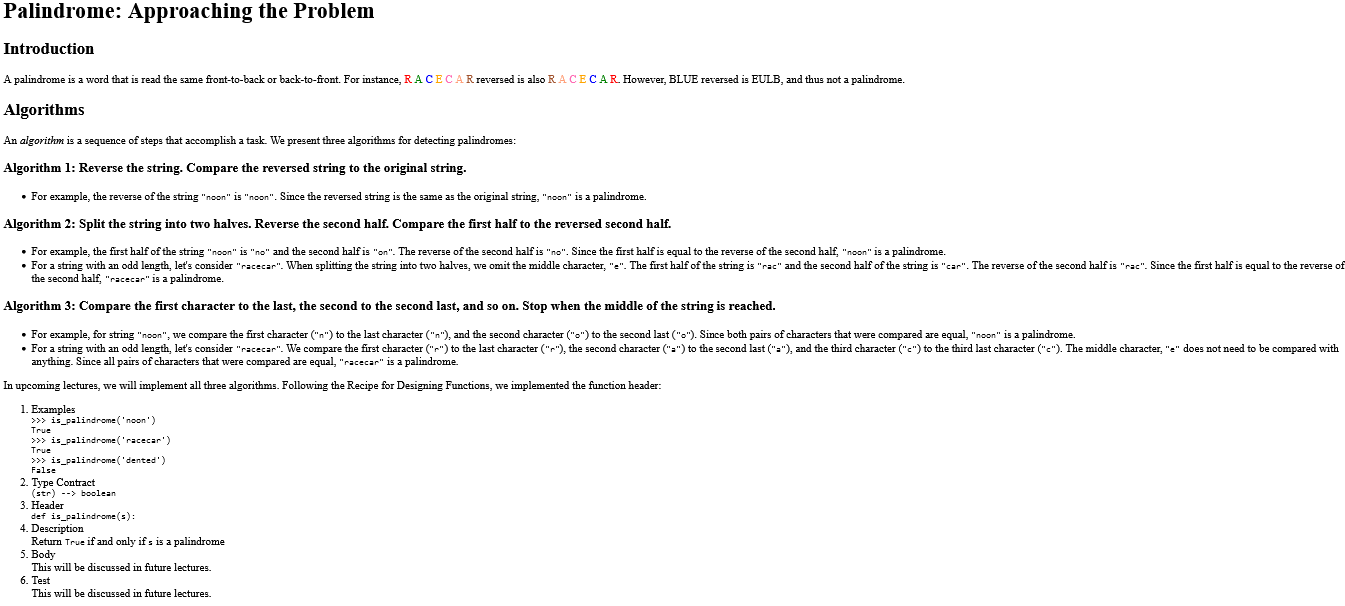 Palindrome: Approaching the Problem
Introduction
A palindrome is a word that is read the same front-to-back or back-to-front. For instance, R A C E C A R reversed is also R A C E C A R. However, BLUE reversed is EULB, and thus not a palindrome.
Algorithms
An algorithm is a sequence of steps that accomplish a task. We present three algorithms for detecting palindromes:
Algorithm 1: Reverse the string. Compare the reversed string to the original string.
• For example, the reverse of the string "noon" is "noon". Since the reversed string is the same as the original string, "noon" is a palindrome.
Algorithm 2: Split the string into two halves. Reverse the second half. Compare the first half to the reversed second half.
• For example, the first half of the string "noon" is "no" and the second half is "on". The reverse of the second half is "no". Since the first half is equal to the reverse of the second half, "noon" is a palindrome.
• For a string with an odd length, let's consider "racecar". When splitting the string into two halves, we omit the middle character, "e". The first half of the string is "rac" and the second half of the string is "car". The reverse of the second half is "rac". Since the first half is equal to the reverse of
the second half, "racecar" is a palindrome.
Algorithm 3: Compare the first character to the last, the second to the second last, and so on. Stop when the middle of the string is reached.
• For example, for string "noon", we compare the first character ("n") to the last character ("n"), and the second character ("o") to the second last ("o"). Since both pairs of characters that were compared are equal, "noon" is a palindrome.
• For a string with an odd length, let's consider "racecar". We compare the first character ("r") to the last character ("r"), the second character ("a") to the second last ("a"), and the third character ("c") to the third last character ("c"). The middle character, "e" does not need to be compared with
anything. Since all pairs of characters that were compared are equal, "racecar" is a palindrome.
In upcoming lectures, we will implement all three algorithms. Following the Recipe for Designing Functions, we implemented the function header:
1. Examples
>>> is_palindrome('noon')
True
>>> is_palindrome('racecar')
True
>>> is_palindrome('dented')
False
2. Type Contract
(str) --> boolean
3. Header
def is_palindrome(s):
4. Description
Return True if and only if s is a palindrome
5. Body
This will be discussed in future lectures.
6. Test
This will be discussed in future lectures.